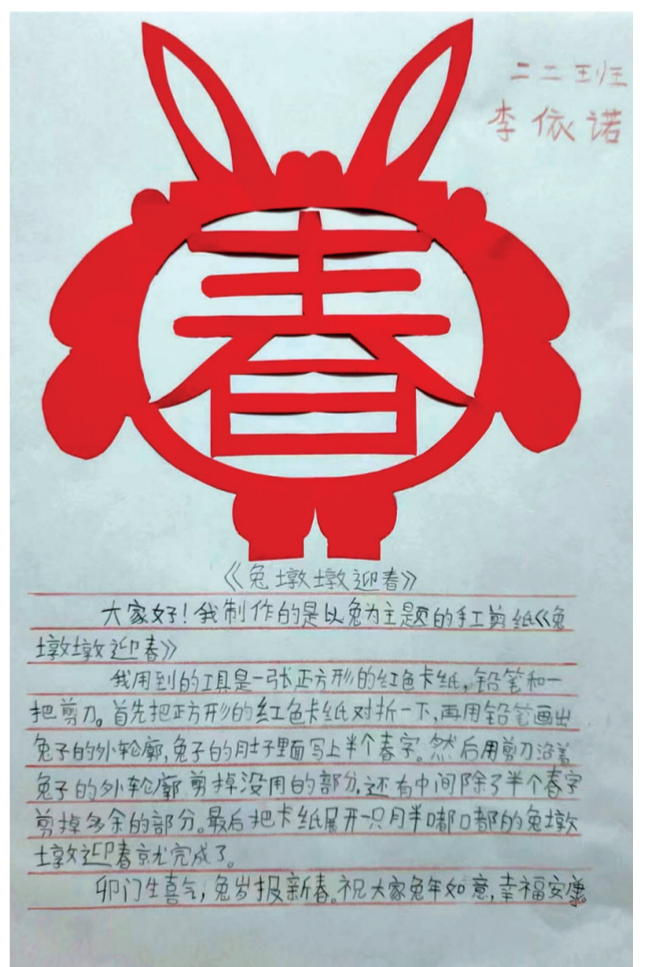 二二班
李依诺
春
《兔墩墩迎春》
大家好!我制作的是以兔为主题的手工剪纸《兔
墩墩迎春》
我用到的工具是一张正方形的红色卡纸,铅笔和一
把剪刀。首先把正方形的红色卡纸对折一下,再用铅笔画出
兔子的外轮廓,兔子的肚子里面写上半个春字。然后用剪刀沿着
兔子的外轮廓剪掉没用的部分,还有中间除了半个春字
剪掉多余的部分。最后把卡纸展开一只胖嘟嘟的兔墩
墩迎春就完成了。
卯门生喜气,兔岁报新春。祝大家兔年如意,幸福安康。